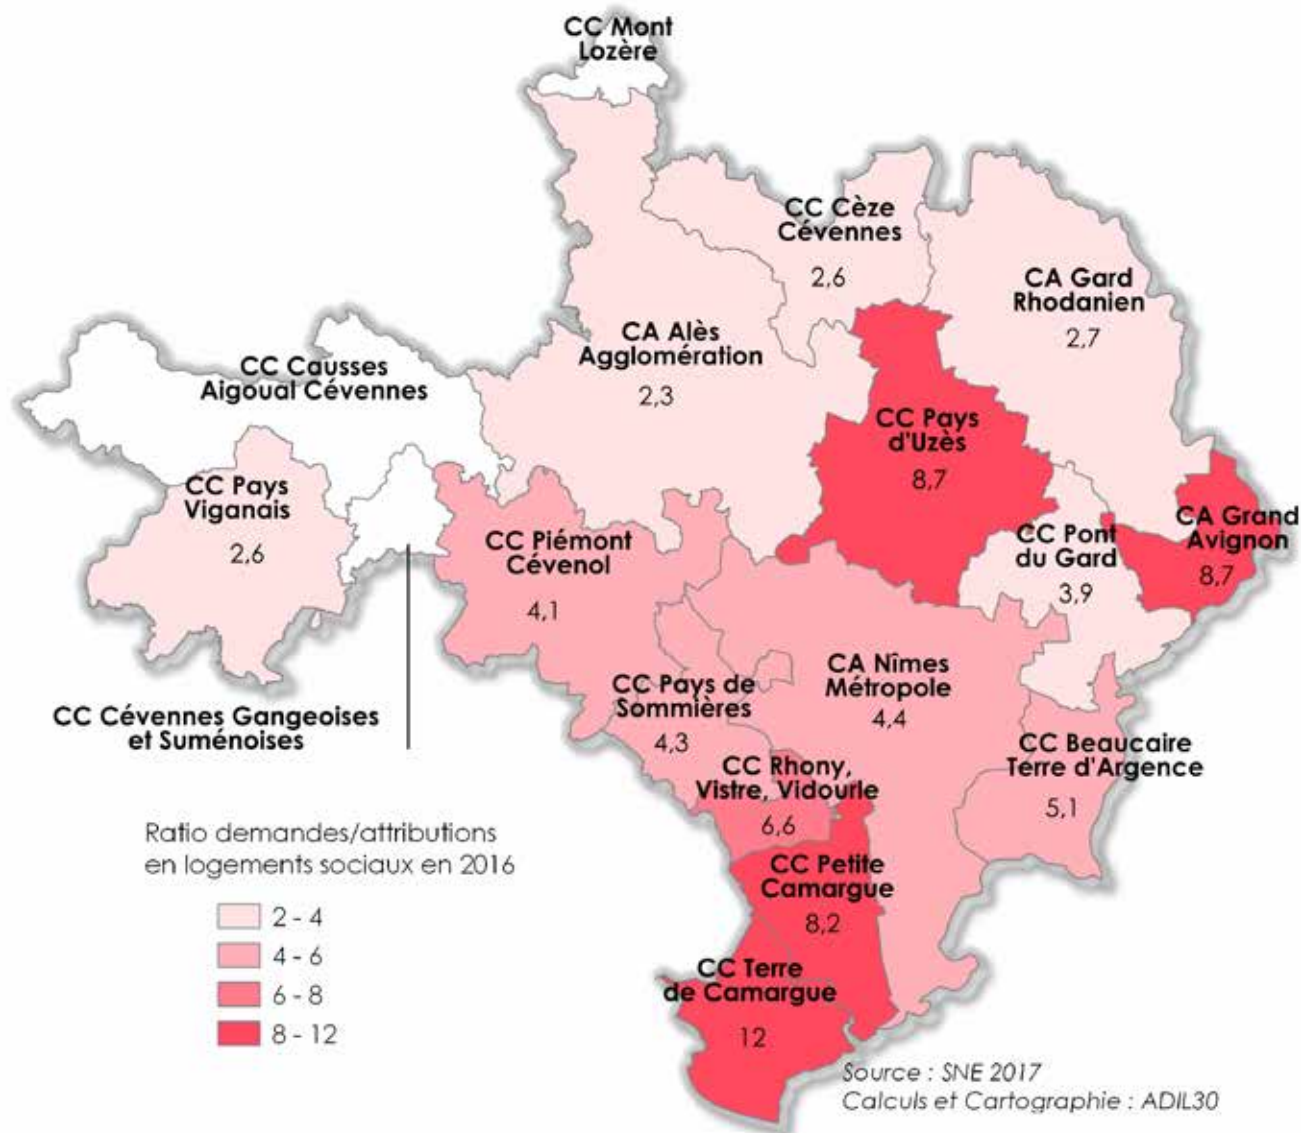 CC Mont
Lozère
CC Cèze
Cévennes
2,6
CA Gard
Rhodanien
2,7
CA Alès
Agglomération
2,3
CC Causses
Aigoual Cévennes
CC Pays
d'Uzès
8,7
CC Pays
Viganais
2,6
CA Grand
Avignon
8,7
CC Pont
du Gard
3,9
CC Piémont
Cévenol
4,1
CA Nîmes
Métropole
4,4
CC Pays de
Sommières
4,3
CC Cévennes Gangeoises
et Suménoises
CC Beaucaire
Terre d'Argence
5,1
CC Rhony,
Vistre, Vidourle
6,6
CC Petite
Camargue
8,2
CC Terre
de Camargue
12
Ratio demandes/attributions
en logements sociaux en 2016
2 - 4
4 - 6
6 - 8
8 - 12
Source : SNE 2017
Calculs et Cartographie : ADIL30